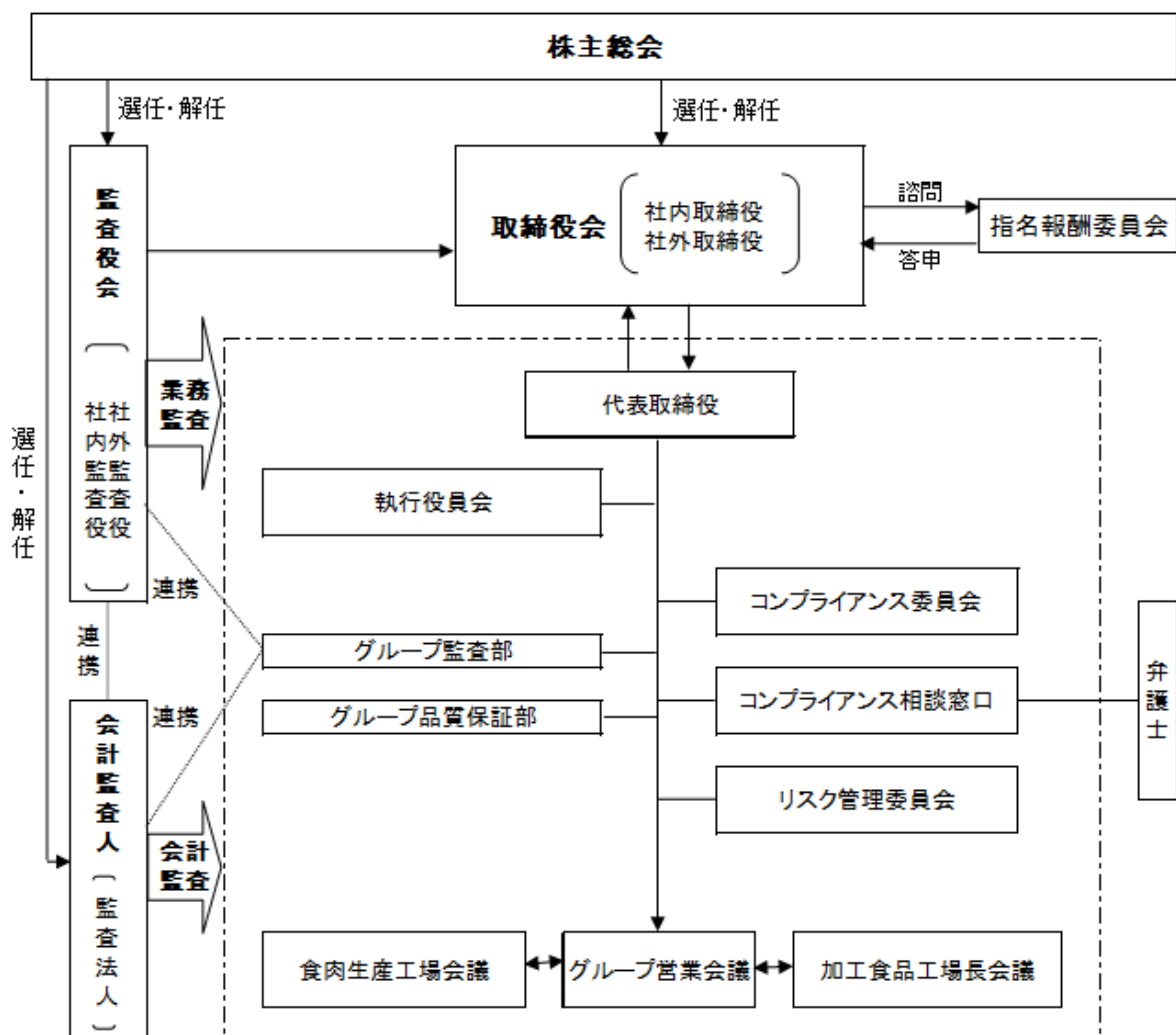 株主総会
選任・解任
選任・解任
監査役会
社外監査役
社内監査役
取締役会
社内取締役
社外取締役
諮問
答申
指名報酬委員会
業務
監査
代表取締役
選任・解任
執行役員会
連携
コンプライアンス委員会
連携
グループ監査部
コンプライアンス相談窓口
弁護士
連携
グループ品質保証部
会計監査人
監査法人
リスク管理委員会
会計
監査
食肉生産工場会議
グループ営業会議
加工食品工場長会議